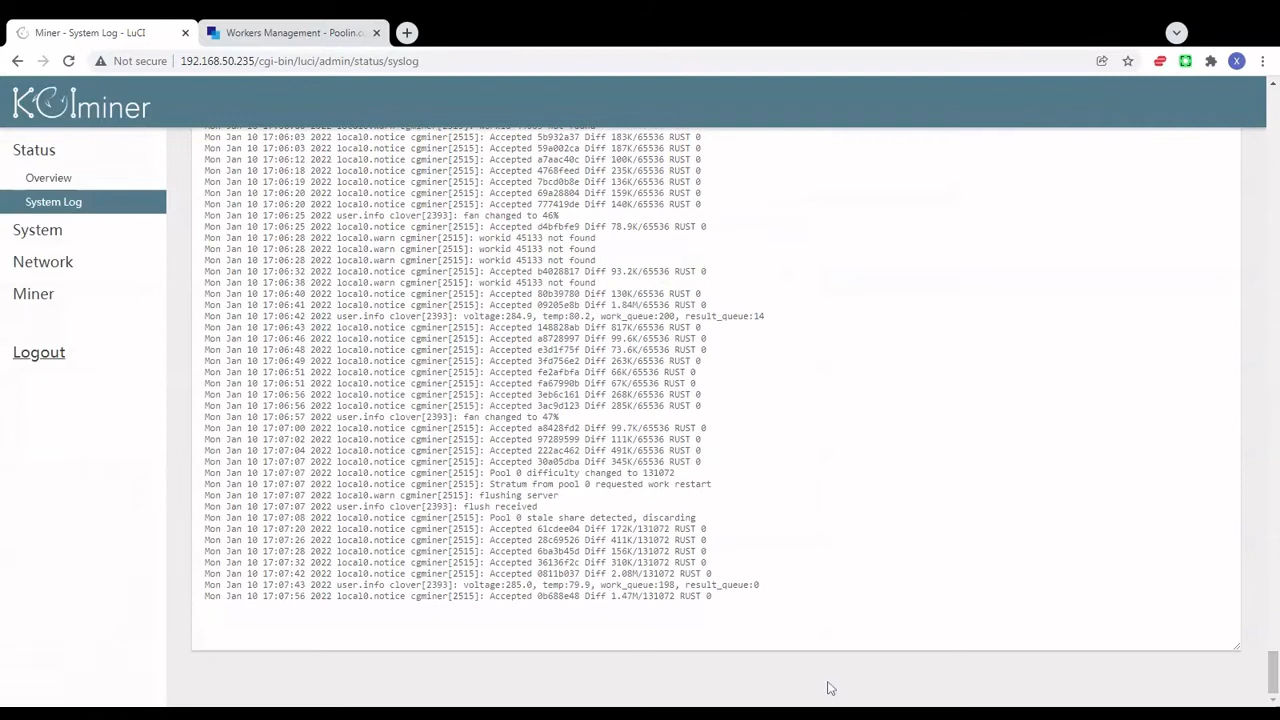 Miner - System Log - LuCI
Workers Management - Poolin.c
Not secure
192.168.50.235/cgi-bin/luci/admin/status/syslog
X
KOIminer
Status
Overview
System Log
System
Network
Miner
Logout
Mon Jan 10 17:06:03 2022 local0.notice cgminer[2515]: Accepted 5b932a37 Diff 183K/65536 RUST 0
Mon Jan 10 17:06:03 2022 local0.notice cgminer[2515]: Accepted 59a002ca Diff 187K/65536 RUST 0
Mon Jan 10 17:06:12 2022 local0.notice cgminer[2515]: Accepted a7aac40c Diff 100K/65536 RUST 0
Mon Jan 10 17:06:18 2022 local0.notice cgminer[2515]: Accepted 4768feed Diff 235K/65536 RUST 0
Mon Jan 10 17:06:19 2022 local0.notice cgminer[2515]: Accepted 7bcd0b8e Diff 136K/65536 RUST 0
Mon Jan 10 17:06:20 2022 local0.notice cgminer[2515]: Accepted 69a28804 Diff 159K/65536 RUST 0
Mon Jan 10 17:06:20 2022 local0.notice cgminer[2515]: Accepted 777419de Diff 140K/65536 RUST 0
Mon Jan 10 17:06:25 2022 user.info clover[2393]: fan changed to 46%
Mon Jan 10 17:06:25 2022 local0.notice cgminer[2515]: Accepted d4bfbfe9 Diff 78.9K/65536 RUST 0
Mon Jan 10 17:06:28 2022 local0.warn cgminer[2515]: workid 45133 not found
Mon Jan 10 17:06:28 2022 local0.warn cgminer[2515]: workid 45133 not found
Mon Jan 10 17:06:28 2022 local0.warn cgminer[2515]: workid 45133 not found
Mon Jan 10 17:06:32 2022 local0.notice cgminer[2515]: Accepted b4028817 Diff 93.2K/65536 RUST 0
Mon Jan 10 17:06:38 2022 local0.warn cgminer[2515]: workid 45133 not found
Mon Jan 10 17:06:40 2022 local0.notice cgminer[2515]: Accepted 80b39780 Diff 130K/65536 RUST 0
Mon Jan 10 17:06:41 2022 local0.notice cgminer[2515]: Accepted 09205e8b Diff 1.84M/65536 RUST 0
Mon Jan 10 17:06:42 2022 user.info clover[2393]: voltage:284.9, temp:80.2, work_queue:200, result_queue:14
Mon Jan 10 17:06:43 2022 local0.notice cgminer[2515]: Accepted 148828ab Diff 817K/65536 RUST 0
Mon Jan 10 17:06:46 2022 local0.notice cgminer[2515]: Accepted a8728997 Diff 99.6K/65536 RUST 0
Mon Jan 10 17:06:48 2022 local0.notice cgminer[2515]: Accepted e3d1f75f Diff 73.6K/65536 RUST 0
Mon Jan 10 17:06:49 2022 local0.notice cgminer[2515]: Accepted 3fd756e2 Diff 263K/65536 RUST 0
Mon Jan 10 17:06:51 2022 local0.notice cgminer[2515]: Accepted fe2afbfa Diff 66K/65536 RUST 0
Mon Jan 10 17:06:51 2022 local0.notice cgminer[2515]: Accepted fa67990b Diff 67K/65536 RUST 0
Mon Jan 10 17:06:56 2022 local0.notice cgminer[2515]: Accepted 3eb6c161 Diff 268K/65536 RUST 0
Mon Jan 10 17:06:56 2022 local0.notice cgminer[2515]: Accepted 3ac9d123 Diff 285K/65536 RUST 0
Mon Jan 10 17:06:57 2022 user.info clover[2393]: fan changed to 47%
Mon Jan 10 17:07:00 2022 local0.notice cgminer[2515]: Accepted a8428fd2 Diff 99.7K/65536 RUST 0
Mon Jan 10 17:07:02 2022 local0.notice cgminer[2515]: Accepted 97289599 Diff 111K/65536 RUST 0
Mon Jan 10 17:07:04 2022 local0.notice cgminer[2515]: Accepted 222ac462 Diff 491K/65536 RUST 0
Mon Jan 10 17:07:07 2022 local0.notice cgminer[2515]: Accepted 30a05dba Diff 345K/65536 RUST 0
Mon Jan 10 17:07:07 2022 local0.notice cgminer[2515]: Pool 0 difficulty changed to 131072
Mon Jan 10 17:07:07 2022 local0.notice cgminer[2515]: Stratum from pool 0 requested work restart
Mon Jan 10 17:07:07 2022 local0.warn cgminer[2515]: flushing server
Mon Jan 10 17:07:07 2022 user.info clover[2393]: flush received
Mon Jan 10 17:07:08 2022 local0.notice cgminer[2515]: Pool 0 stale share detected, discarding
Mon Jan 10 17:07:20 2022 local0.notice cgminer[2515]: Accepted 61cdee04 Diff 172K/131072 RUST 0
Mon Jan 10 17:07:26 2022 local0.notice cgminer[2515]: Accepted 28c69526 Diff 411K/131072 RUST 0
Mon Jan 10 17:07:28 2022 local0.notice cgminer[2515]: Accepted 6ba3b45d Diff 156K/131072 RUST 0
Mon Jan 10 17:07:32 2022 local0.notice cgminer[2515]: Accepted 36136f2c Diff 310K/131072 RUST 0
Mon Jan 10 17:07:42 2022 local0.notice cgminer[2515]: Accepted 0811b037 Diff 2.08M/131072 RUST 0
Mon Jan 10 17:07:43 2022 user.info clover[2393]: voltage:285.0, temp:79.9, work_queue:198, result_queue:0
Mon Jan 10 17:07:56 2022 local0.notice cgminer[2515]: Accepted 0b688e48 Diff 1.47M/131072 RUST 0